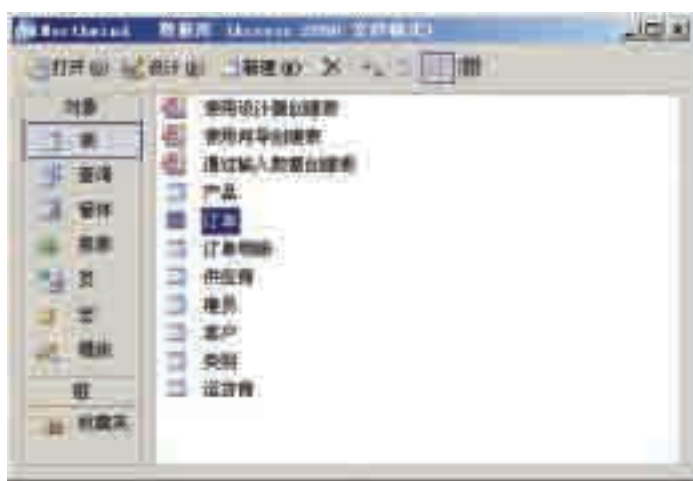 Northwind : 数据库 (Access 2000 文件格式)
打开(O) 设计(D) 新建(N)
对象
表
查询
窗体
报表
页
宏
模块
组
收藏夹
使用设计器创建表
使用向导创建表
通过输入数据创建表
产品
订单
订单明细
供应商
雇员
客户
类别
运货商